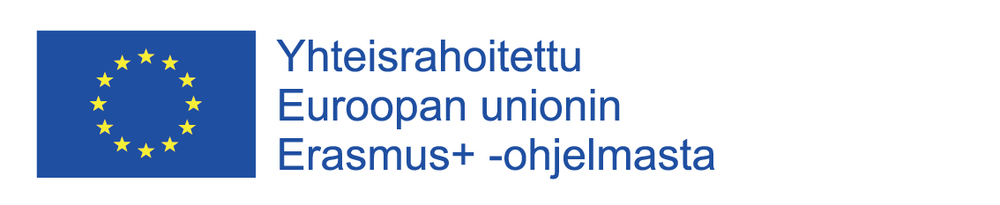 Yhteisrahoitettu
Euroopan unionin
Erasmus+ -ohjelmasta